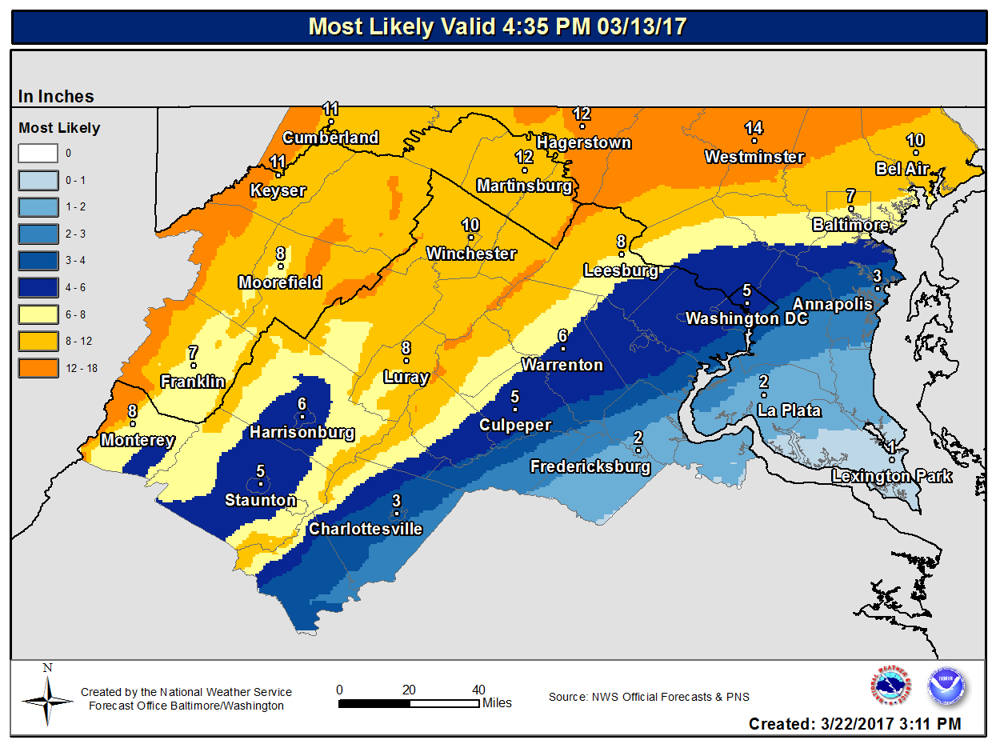 Most Likely Valid 4:35 PM 03/13/17
In Inches
Most Likely
0
0 - 1
1 - 2
2 - 3
3 - 4
4 - 6
6 - 8
8 - 12
12 - 18
11
Cumberland
12
Hagerstown
14
Westminster
10
Bel Air
11
Keyser
12
Martinsburg
7
Baltimore
10
Winchester
8
Leesburg
8
Moorefield
3
Annapolis
5
Washington DC
7
Franklin
8
Luray
6
Warrenton
8
Monterey
6
Harrisonburg
5
Culpeper
2
La Plata
2
Fredericksburg
1
Lexington Park
5
Staunton
3
Charlottesville
N
Created by the National Weather Service
Forecast Office Baltimore/Washington
0 20 40
Miles
Source: NWS Official Forecasts & PNS
NATIONAL WEATHER SERVICE
NOAA
Created: 3/22/2017 3:11 PM